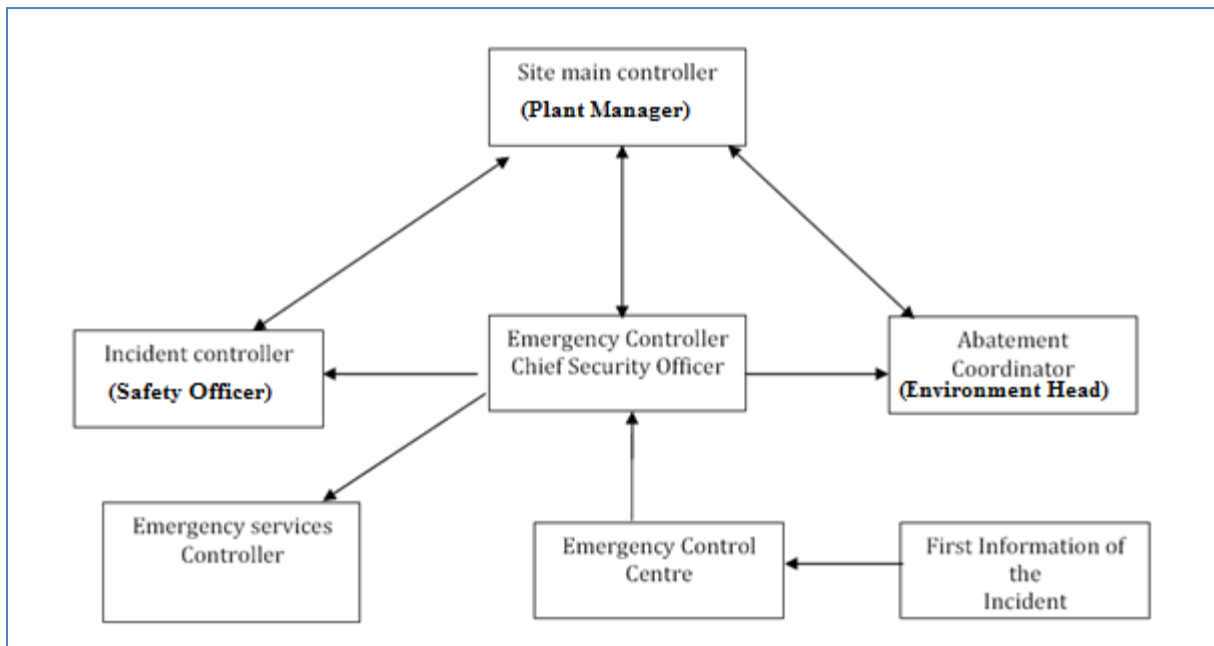 Site main controller
(Plant Manager)
Incident controller
(Safety Officer)
Emergency Controller
Chief Security Officer
Abatement
Coordinator
(Environment Head)
Emergency services
Controller
Emergency Control
Centre
First Information of
the
Incident